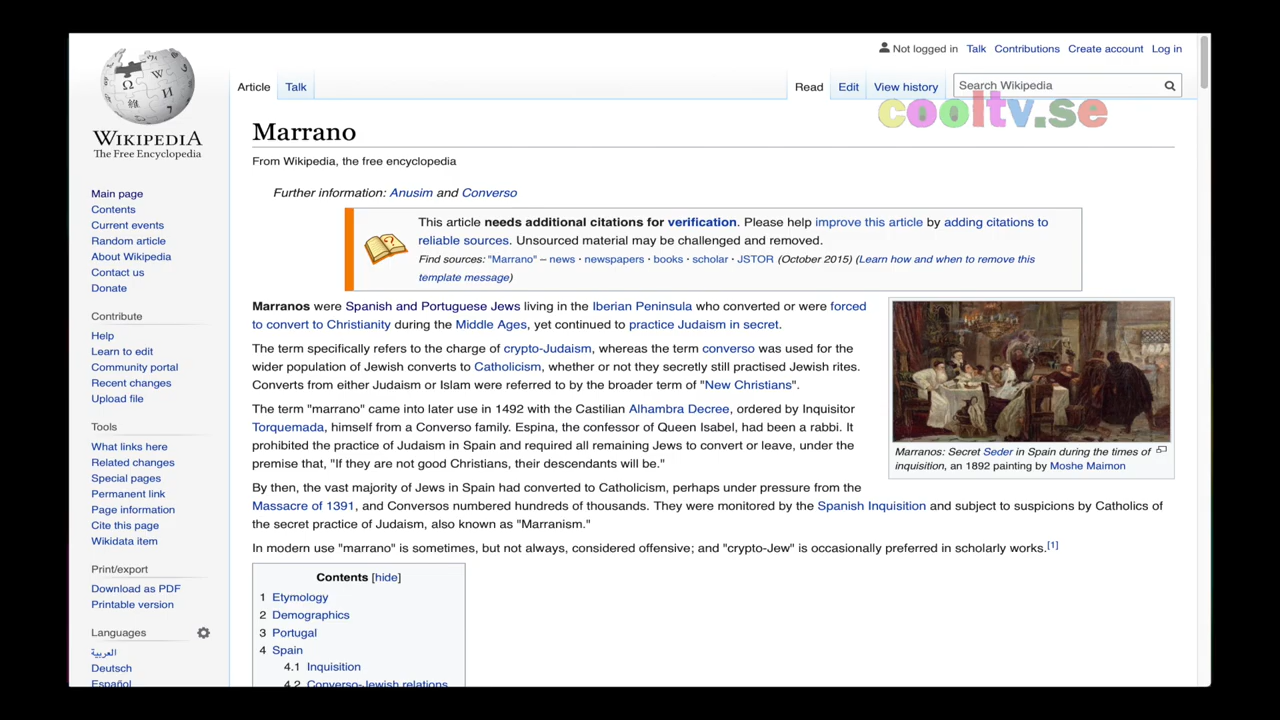 Not logged in Talk Contributions Create account Log in
Article Talk Read Edit View history Search Wikipedia
cooltv.se
WIKIPEDIA
The Free Encyclopedia
Main page
Contents
Current events
Random article
About Wikipedia
Contact us
Donate
Contribute
Help
Learn to edit
Community portal
Recent changes
Upload file
Tools
What links here
Related changes
Special pages
Permanent link
Page information
Cite this page
Wikidata item
Print/export
Download as PDF
Printable version
Languages
العربية
Deutsch
Español
Marrano
From Wikipedia, the free encyclopedia
Further information: Anusim and Converso
This article needs additional citations for verification. Please help improve this article by adding citations to
reliable sources. Unsourced material may be challenged and removed.
Find sources: "Marrano" – news · newspapers · books · scholar · JSTOR (October 2015) (Learn how and when to remove this
template message)
Marranos were Spanish and Portuguese Jews living in the Iberian Peninsula who converted or were forced
to convert to Christianity during the Middle Ages, yet continued to practice Judaism in secret.
The term specifically refers to the charge of crypto-Judaism, whereas the term converso was used for the
wider population of Jewish converts to Catholicism, whether or not they secretly still practised Jewish rites.
Converts from either Judaism or Islam were referred to by the broader term of "New Christians".
The term "marrano" came into later use in 1492 with the Castilian Alhambra Decree, ordered by Inquisitor
Torquemada, himself from a Converso family. Espina, the confessor of Queen Isabel, had been a rabbi. It
prohibited the practice of Judaism in Spain and required all remaining Jews to convert or leave, under the
premise that, "If they are not good Christians, their descendants will be."
By then, the vast majority of Jews in Spain had converted to Catholicism, perhaps under pressure from the
Massacre of 1391, and Conversos numbered hundreds of thousands. They were monitored by the Spanish Inquisition and subject to suspicions by Catholics of
the secret practice of Judaism, also known as "Marranism."
In modern use "marrano" is sometimes, but not always, considered offensive; and "crypto-Jew" is occasionally preferred in scholarly works.[1]
Marranos: Secret Seder in Spain during the times of
inquisition, an 1892 painting by Moshe Maimon
Contents [hide]
1 Etymology
2 Demographics
3 Portugal
4 Spain
4.1 Inquisition
4.2 Converso-Jewish relations